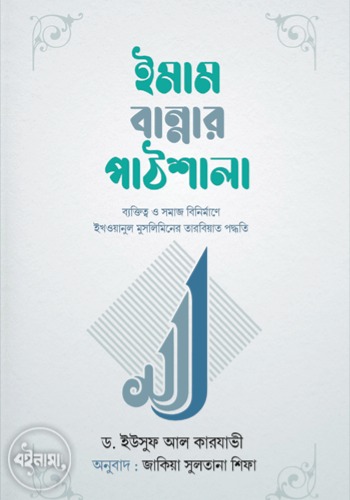 ইমাম
বান্নার
পাঠশালা
ব্যক্তিত্ব ও সমাজ বিনির্মাণে
ইখওয়ানুল মুসলিমিনের তারবিয়াত পদ্ধতি
ড. ইউসুফ আল কারযাভী
অনুবাদ : জাকিয়া সুলতানা শিফা
বইনামা